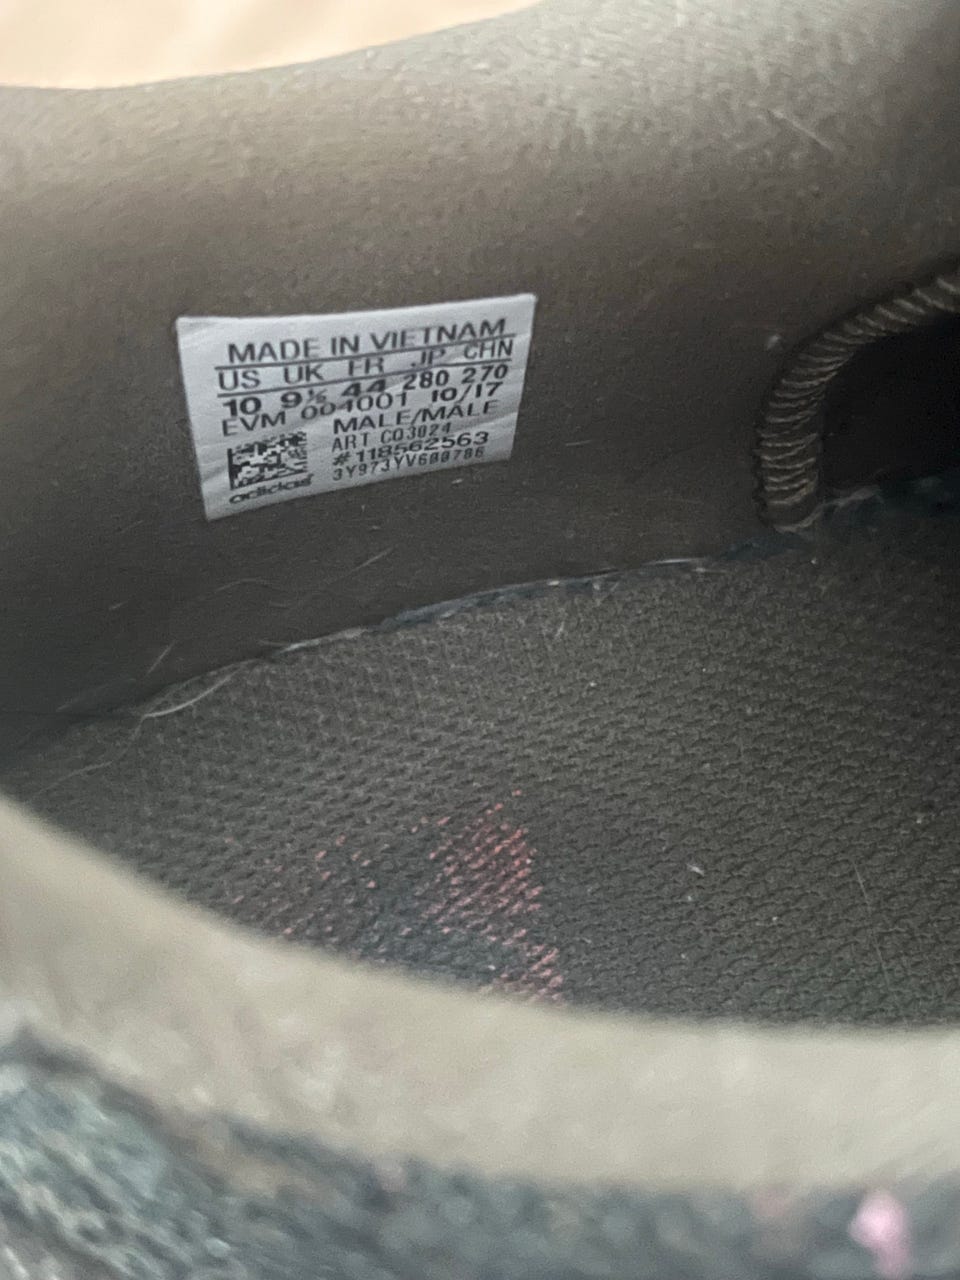 MADE IN VIETNAM
US UK FR JP CHN
10 9½ 44 280 270
EVM 004001 10/17
MALE/MALE
ART CQ3024
#118562563
3Y973YV600786
adidas